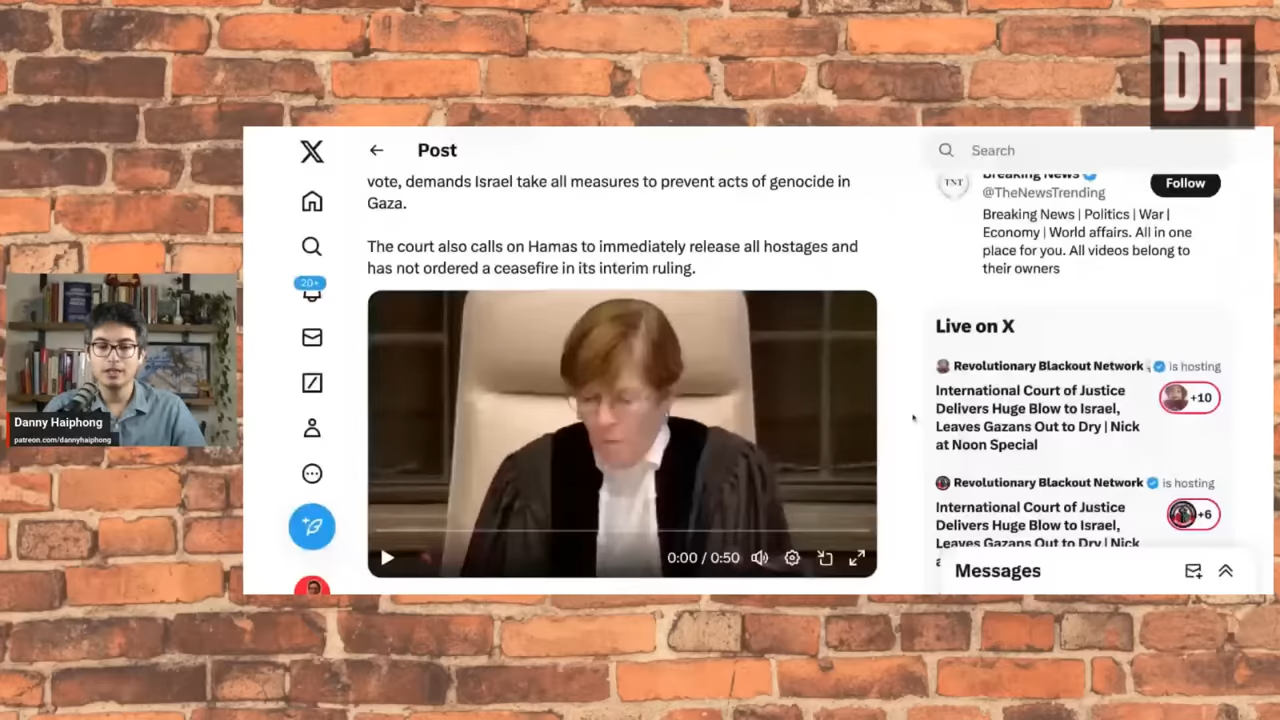 DH
Post
Search
vote, demands Israel take all measures to prevent acts of genocide in
Gaza.
The court also calls on Hamas to immediately release all hostages and
has not ordered a ceasefire in its interim ruling.
20+
0:00 / 0:50
TNT
Breaking News
Follow
@TheNewsTrending
Breaking News | Politics | War |
Economy | World affairs. All in one
place for you. All videos belong to
their owners
Live on X
Revolutionary Blackout Network is hosting
International Court of Justice
Delivers Huge Blow to Israel,
Leaves Gazans Out to Dry | Nick
at Noon Special
+10
Revolutionary Blackout Network is hosting
International Court of Justice
Delivers Huge Blow to Israel,
Leaves Gazans Out to Dry | Nick
+6
Messages
Danny Haiphong
patreon.com/dannyhaiphong